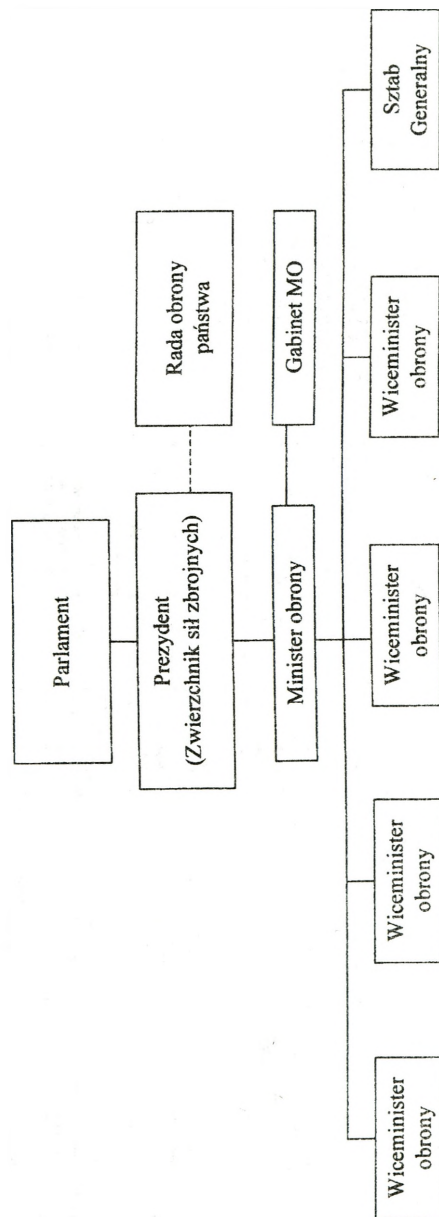 Parlament
Prezydent
(Zwierzchnik sił zbrojnych)
Rada obrony
państwa
Minister obrony
Gabinet MO
Wiceminister
obrony
Wiceminister
obrony
Wiceminister
obrony
Wiceminister
obrony
Sztab
Generalny